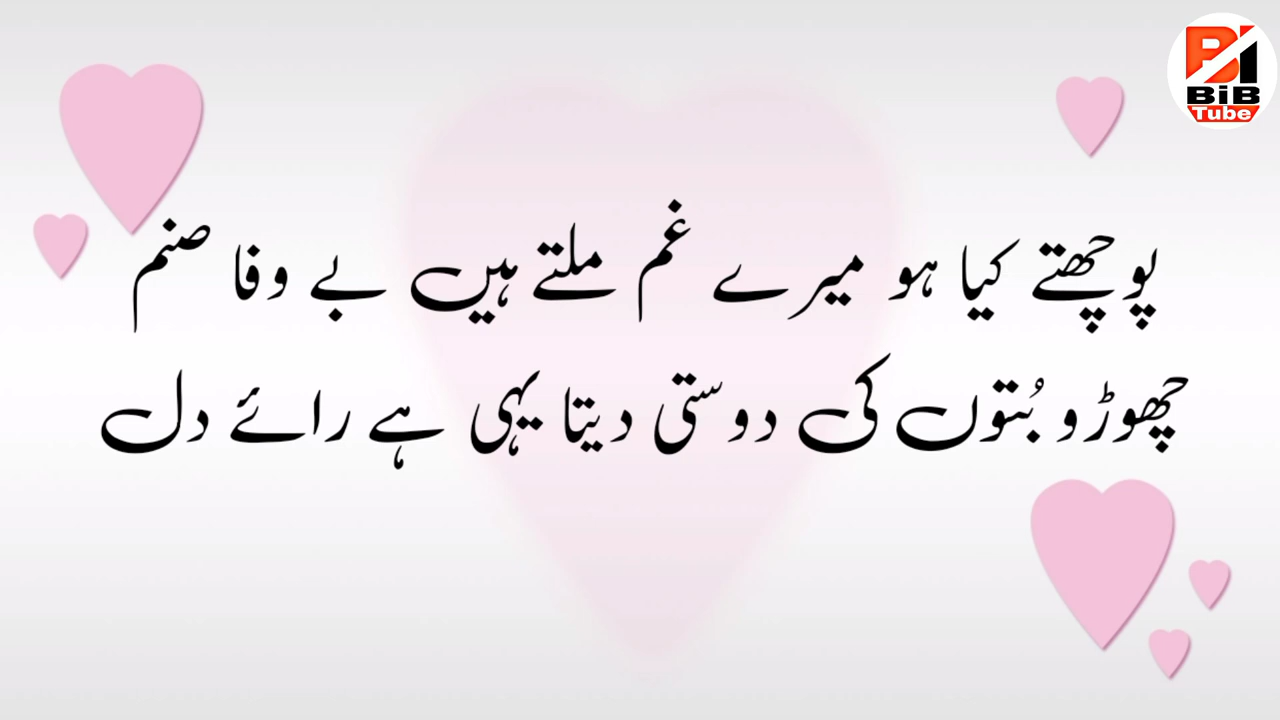 پوچھتے کیا ہو میرے غم ملتے ہیں بے وفا صنم
چھوڑو بُتوں کی دوستی دیتا یہی ہے رائے دل
BiB
Tube